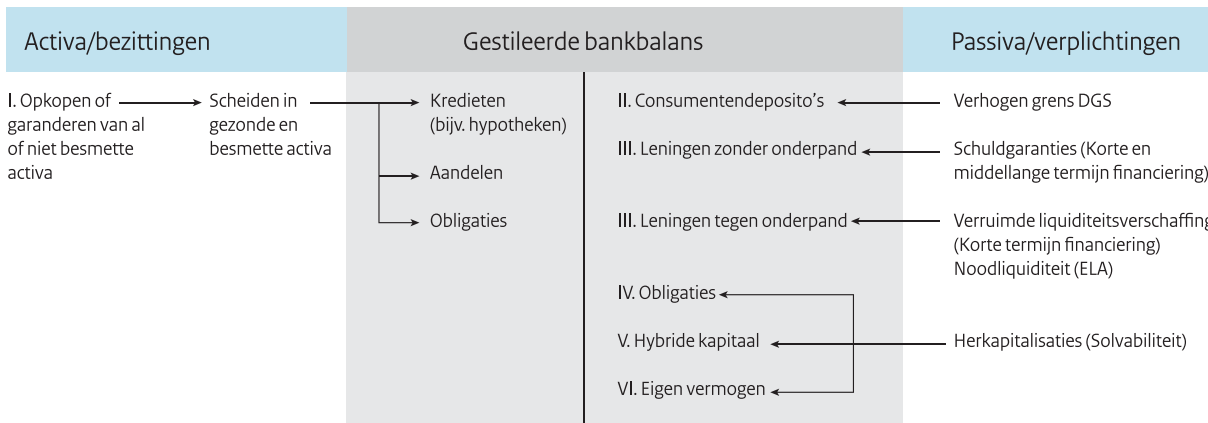 Activa/bezittingen
Gestileerde bankbalans
Passiva/verplichtingen
I. Opkopen of
garanderen van al
of niet besmette
activa
Scheiden in
gezonde en
besmette activa
Kredieten
(bijv. hypotheken)
Aandelen
Obligaties
II. Consumentendeposito’s
III. Leningen zonder onderpand
III. Leningen tegen onderpand
IV. Obligaties
V. Hybride kapitaal
VI. Eigen vermogen
Verhogen grens DGS
Schuldgaranties (Korte en
middellange termijn financiering)
Verruimde liquiditeitsverschaffing
(Korte termijn financiering)
Noodliquiditeit (ELA)
Herkapitalisaties (Solvabiliteit)